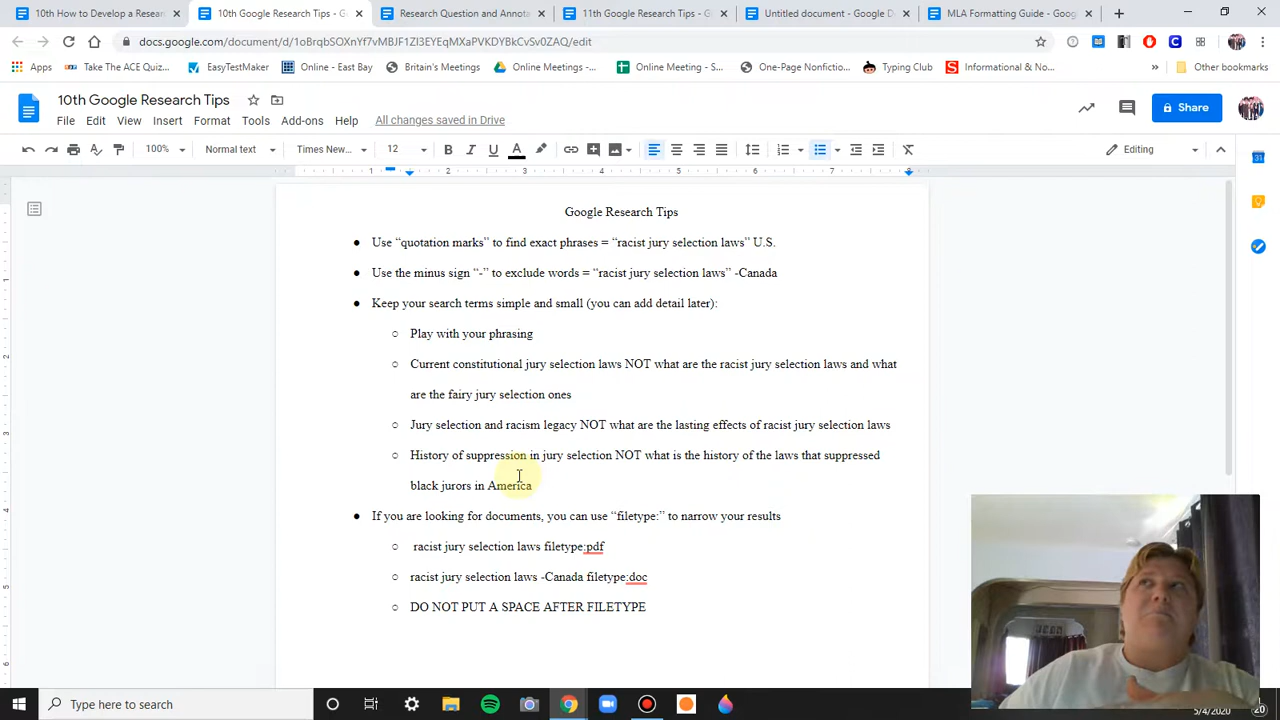 10th How to Develop a Resear
10th Google Research Tips - G
Research Question and Annota
11th Google Research Tips - G
Untitled document - Google D
MLA Formatting Guide - Goog
docs.google.com/document/d/1oBrqbSOXnYf7vMBJF1ZI3EYEqMXaPVKDYBkCvSv0ZAQ/edit
Apps
Take The ACE Quiz...
EasyTestMaker
Online - East Bay
Britain's Meetings
Online Meetings -...
Online Meeting - S...
One-Page Nonfictio...
Typing Club
Informational & No...
»
Other bookmarks
10th Google Research Tips
Share
File Edit View Insert Format Tools Add-ons Help All changes saved in Drive
100% Normal text Times New... 12 B I U A Editing
1 2 3 4 5 6 7
Google Research Tips
● Use “quotation marks” to find exact phrases = “racist jury selection laws” U.S.
● Use the minus sign “-” to exclude words = “racist jury selection laws” -Canada
● Keep your search terms simple and small (you can add detail later):
○ Play with your phrasing
○ Current constitutional jury selection laws NOT what are the racist jury selection laws and what
are the fairy jury selection ones
○ Jury selection and racism legacy NOT what are the lasting effects of racist jury selection laws
○ History of suppression in jury selection NOT what is the history of the laws that suppressed
black jurors in America
● If you are looking for documents, you can use “filetype:” to narrow your results
○ racist jury selection laws filetype:pdf
○ racist jury selection laws -Canada filetype:doc
○ DO NOT PUT A SPACE AFTER FILETYPE
Type here to search
5/4/2020
20